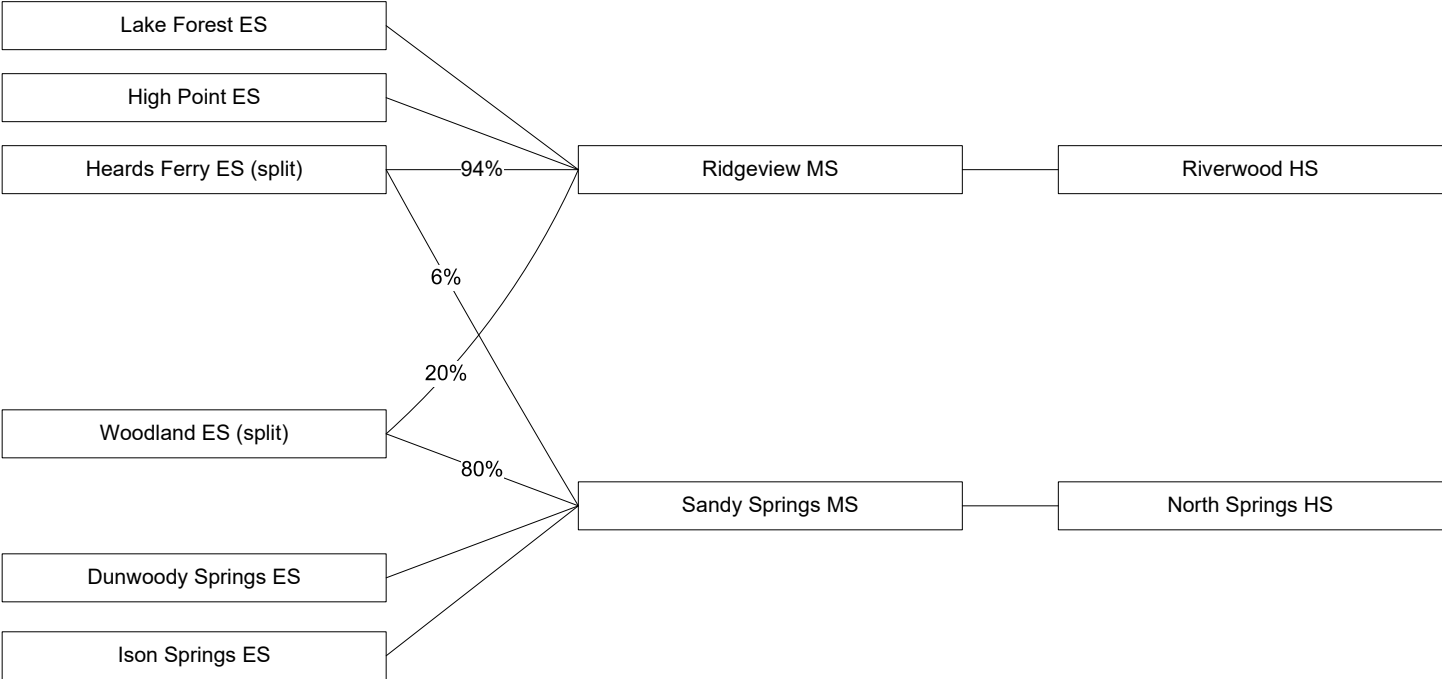 Lake Forest ES
High Point ES
Heards Ferry ES (split)
94%
Ridgeview MS
Riverwood HS
6%
20%
Woodland ES (split)
80%
Sandy Springs MS
North Springs HS
Dunwoody Springs ES
Ison Springs ES